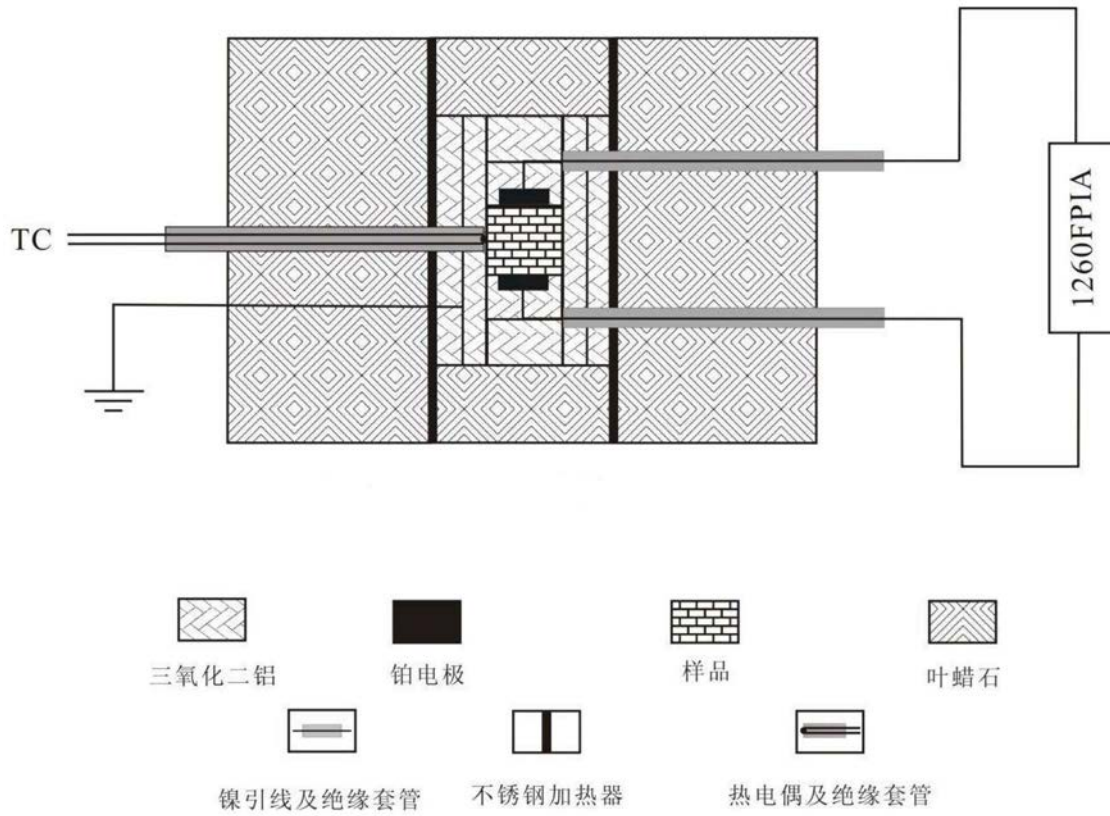 TC
1260FPIA
三氧化二铝
铂电极
样品
叶蜡石
镍引线及绝缘套管
不锈钢加热器
热电偶及绝缘套管